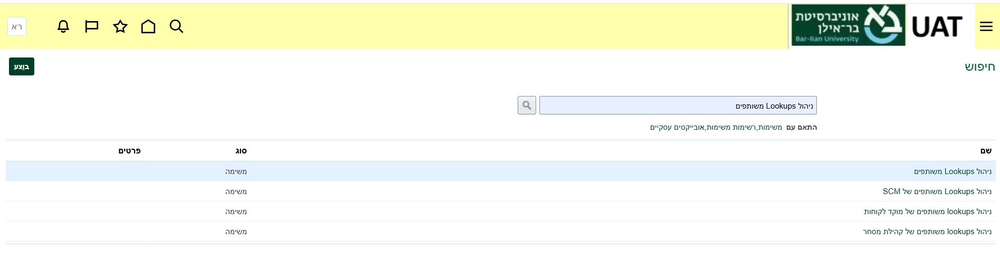 UAT
אוניברסיטת
בר־אילן
Bar-Ilan University
רא
חיפוש
בוצע
ניהול Lookups משותפים
התאם עם משימות,רשימות משימות,אובייקטים עסקיים
שם סוג פרטים
ניהול Lookups משותפים משימה
ניהול Lookups משותפים של SCM משימה
ניהול lookups משותפים של מוקד לקוחות משימה
ניהול lookups משותפים של קהילת מסחר משימה